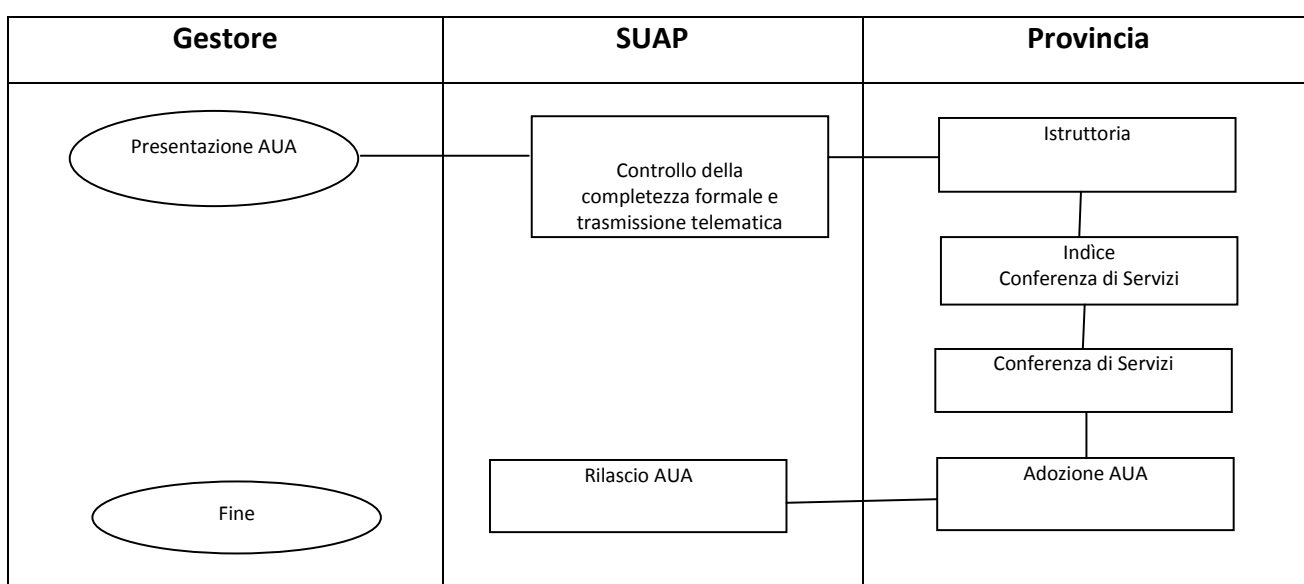 Gestore
SUAP
Provincia
Presentazione AUA
Controllo della
completezza formale e
trasmissione telematica
Istruttoria
Indìce
Conferenza di Servizi
Conferenza di Servizi
Adozione AUA
Rilascio AUA
Fine